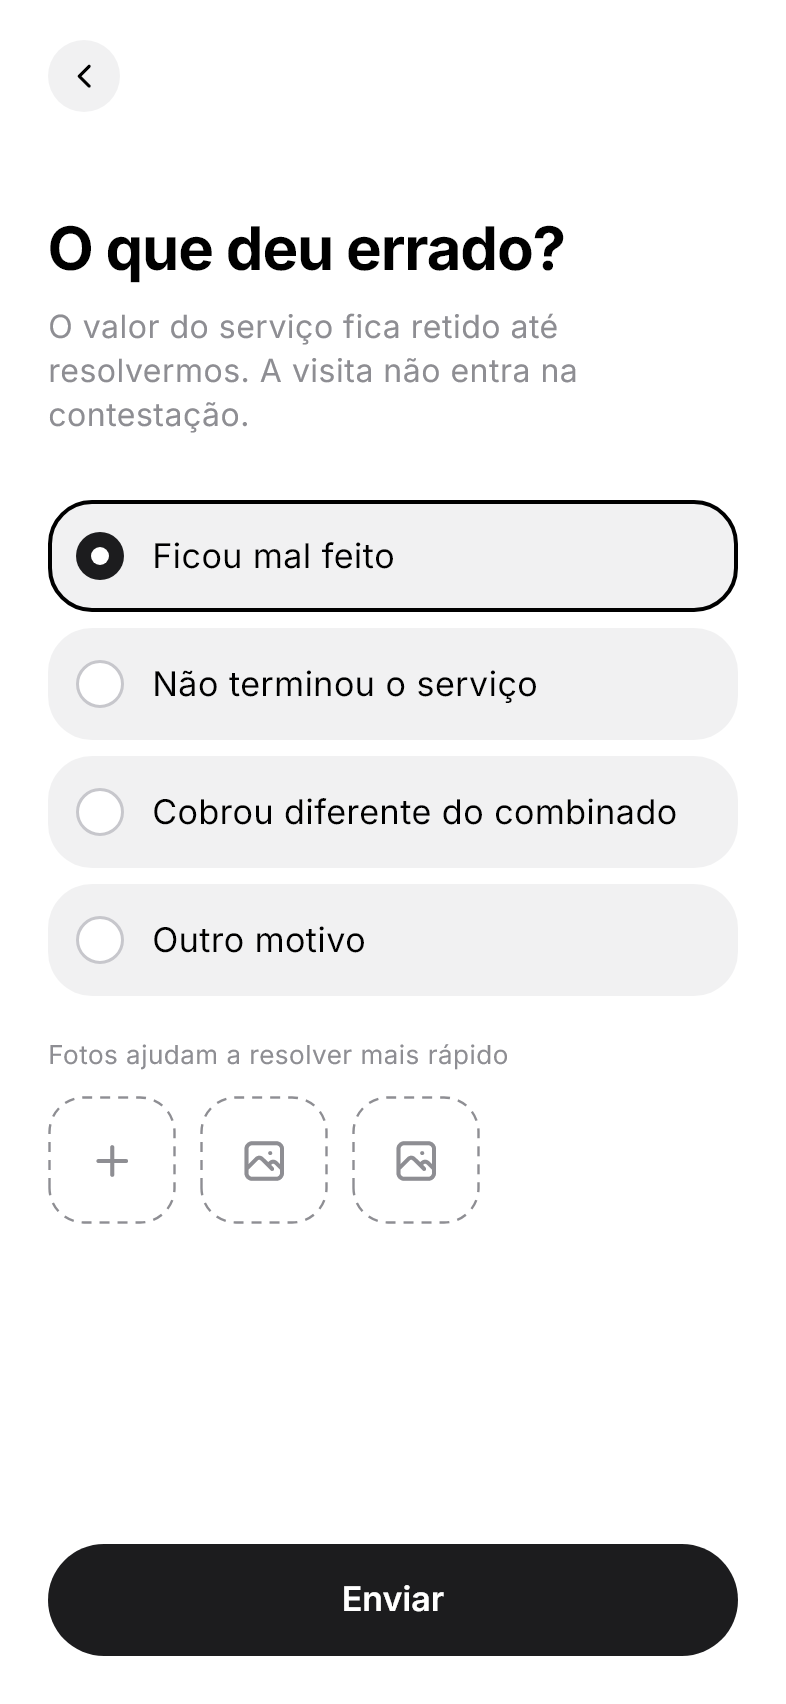 O que deu errado?
O valor do serviço fica retido até
resolvermos. A visita não entra na
contestação.
Ficou mal feito
Não terminou o serviço
Cobrou diferente do combinado
Outro motivo
Fotos ajudam a resolver mais rápido
Enviar